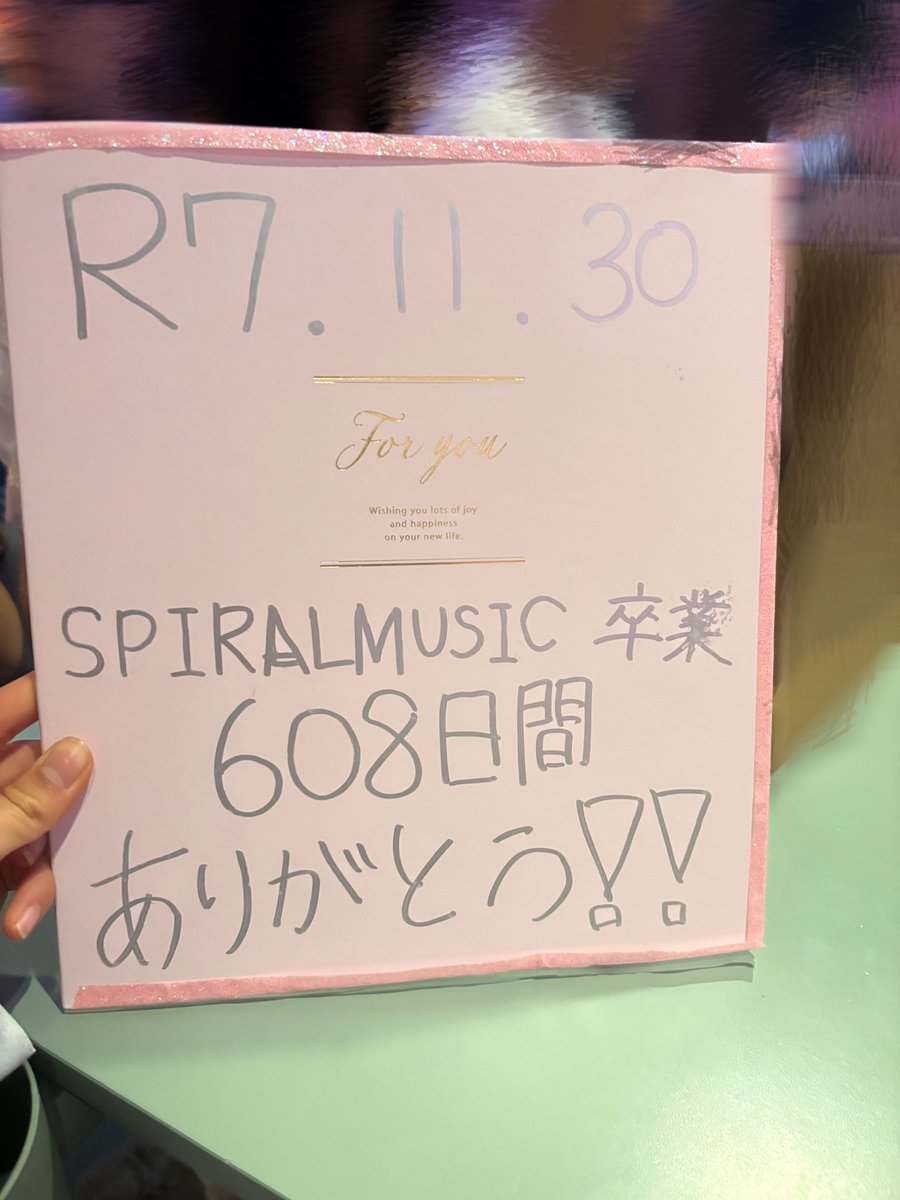 R7.11.30
For you
Wishing you lots of joy
and happiness
on your new life.
SPIRALMUSIC 卒業
608日間
ありがとう!!